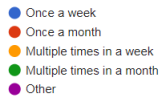 Once a week
Once a month
Multiple times in a week
Multiple times in a month
Other